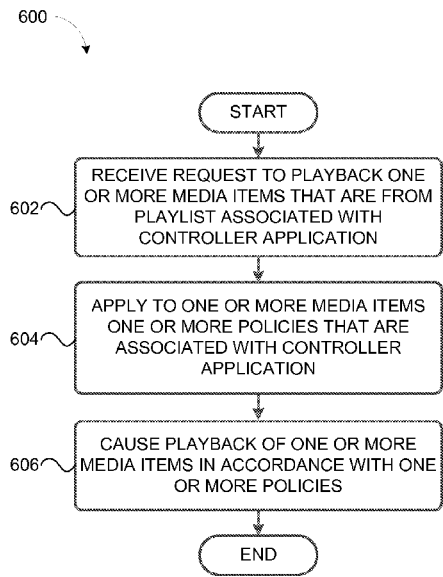 600
START
602
RECEIVE REQUEST TO PLAYBACK ONE
OR MORE MEDIA ITEMS THAT ARE FROM
PLAYLIST ASSOCIATED WITH
CONTROLLER APPLICATION
604
APPLY TO ONE OR MORE MEDIA ITEMS
ONE OR MORE POLICIES THAT ARE
ASSOCIATED WITH CONTROLLER
APPLICATION
606
CAUSE PLAYBACK OF ONE OR MORE
MEDIA ITEMS IN ACCORDANCE WITH ONE
OR MORE POLICIES
END